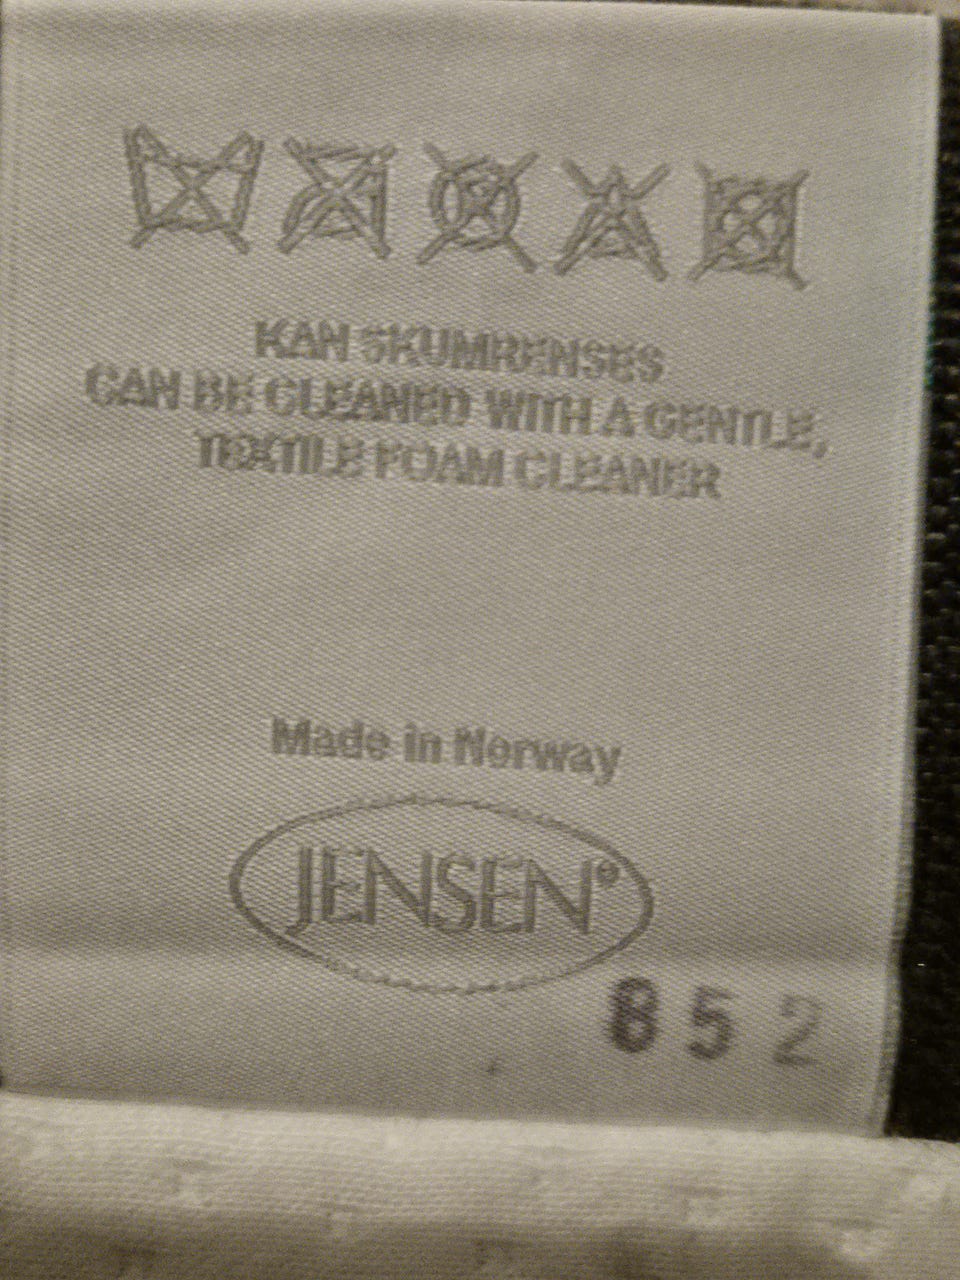 KAN SKUMRENSES
CAN BE CLEANED WITH A GENTLE,
TEXTILE FOAM CLEANER
Made in Norway
JENSEN®
852